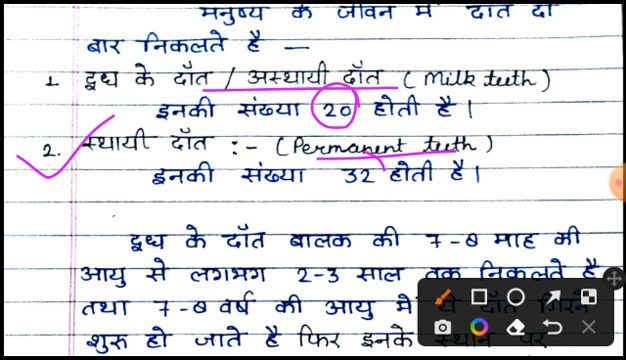 मनुष्य के जीवन में दाँत दो
बार निकलते है —
1. दूध के दाँत / अस्थायी दाँत ( Milk teeth )
इनकी संख्या 20 होती है ।
2. स्थायी दाँत :- ( Permanent teeth )
इनकी संख्या 32 होती है ।
दूध के दाँत बालक की 7-8 माह की
आयु से लगभग 2-3 साल तक निकलते है
तथा 7-8 वर्ष की आयु में ये दाँत गिरने
शुरू हो जाते है फिर इनके स्थान पर